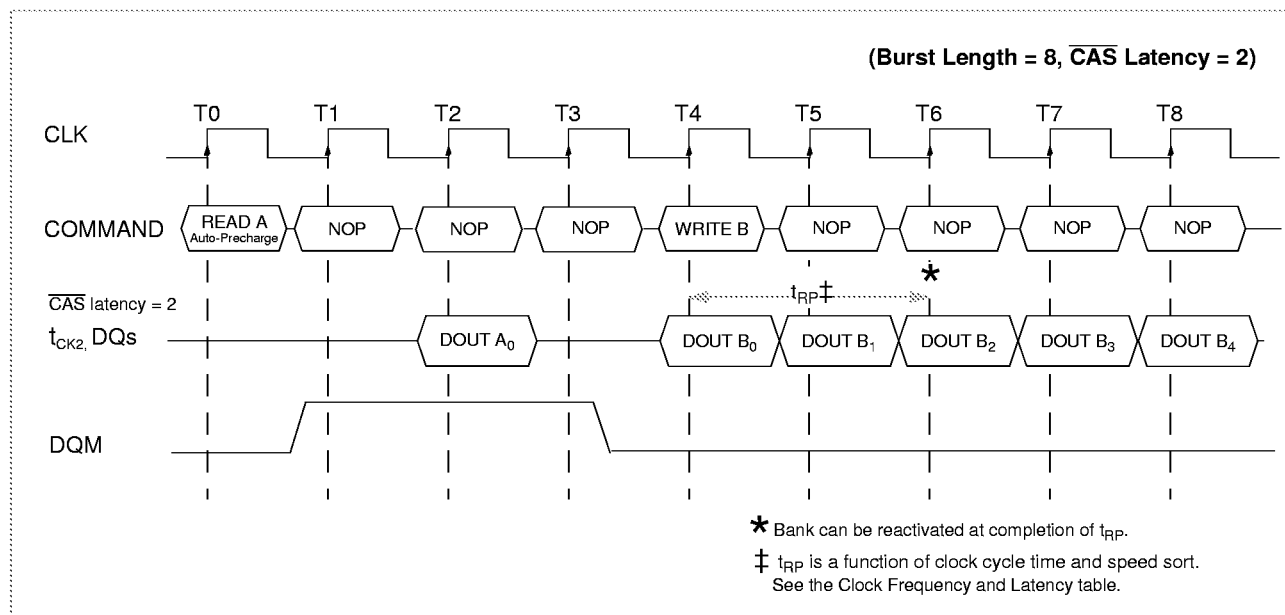 (Burst Length = 8, CAS Latency = 2)
T0 T1 T2 T3 T4 T5 T6 T7 T8
CLK
COMMAND READ A Auto-Precharge NOP NOP NOP WRITE B NOP NOP NOP NOP
*
CAS latency = 2
tRP‡
tCK2, DQs DOUT A0 DOUT B0 DOUT B1 DOUT B2 DOUT B3 DOUT B4
DQM
* Bank can be reactivated at completion of tRP.
‡ tRP is a function of clock cycle time and speed sort.
See the Clock Frequency and Latency table.